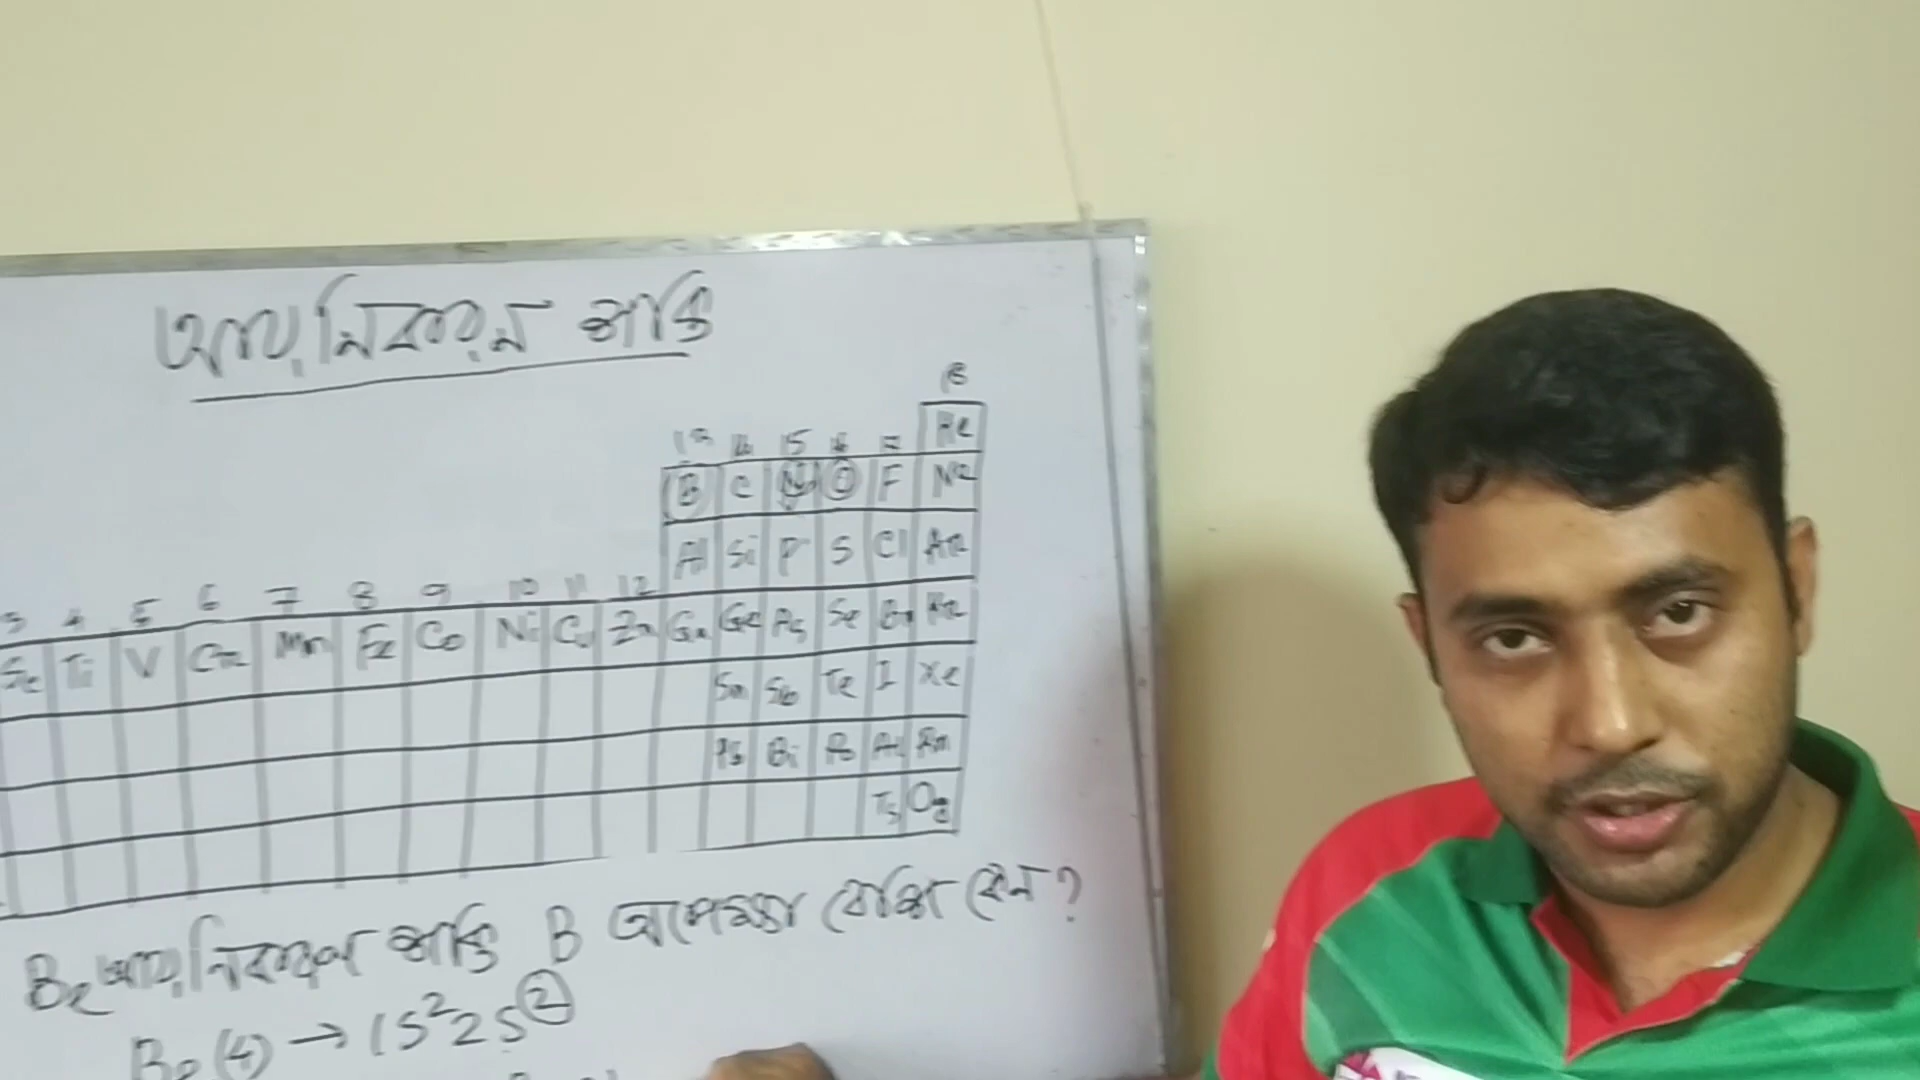 আয়নিকরন শক্তি
18
13 14 15 16 17 He
B C N O F Ne
Al Si P S Cl Ar
3 4 5 6 7 8 9 10 11 12
Sc Ti V Cr Mn Fe Co Ni Cu Zn Ga Ge As Se Br Kr
Sn Sb Te I Xe
Pb Bi Po At Rn
Ts Og
Be আয়নিকরণ শক্তি B অপেক্ষা বেশি কেন?
Be (4) → 1S²2S²